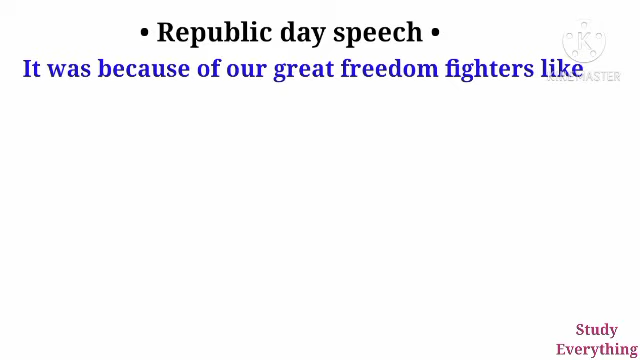 • Republic day speech •
It was because of our great freedom fighters like
KINEMASTER
Study
Everything